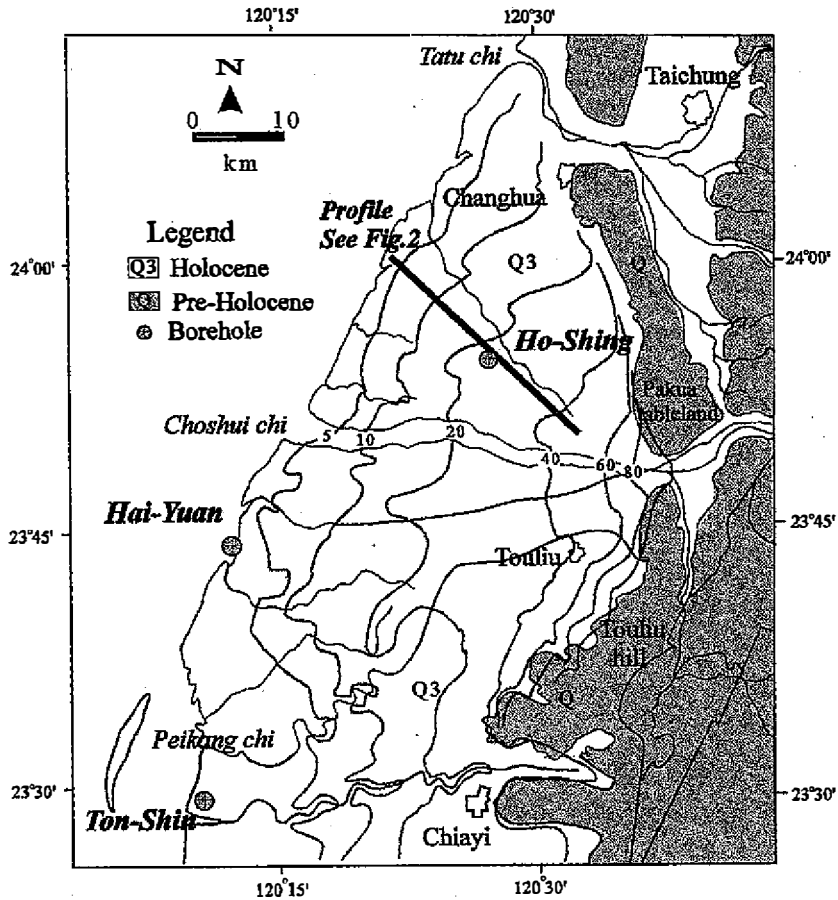 120°15'
120°30'
Tatu chi
Taichung
N
0 10
km
Changhua
Profile
See Fig.2
Legend
Q3 Holocene
Q Pre-Holocene
Borehole
24°00'
Q3
Q
24°00'
Ho-Shing
Pakua
tableland
Choshui chi
5
10
20
40
60
80
Hai-Yuan
23°45'
23°45'
Touliu
Touliu
hill
Q3
Q
Peikang chi
23°30'
23°30'
Ton-Shin
Chiayi
120°15'
120°30'